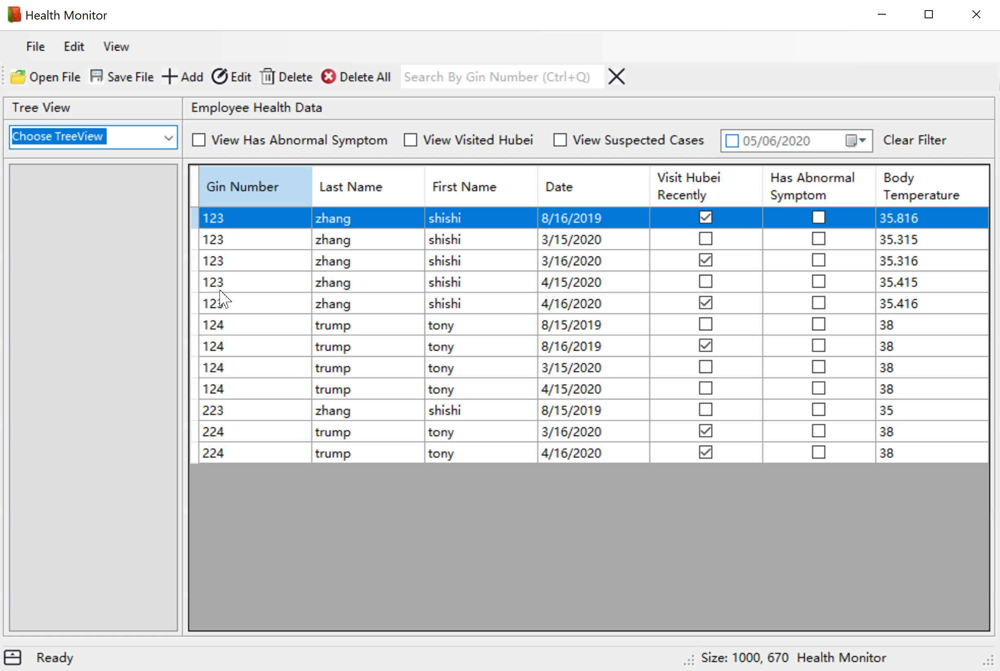 Health Monitor
File Edit View
Open File Save File Add Edit Delete Delete All Search By Gin Number (Ctrl+Q)
Tree View Employee Health Data
Choose TreeView View Has Abnormal Symptom View Visited Hubei View Suspected Cases 05/06/2020 Clear Filter
Gin Number Last Name First Name Date Visit Hubei Recently Has Abnormal Symptom Body Temperature
123 zhang shishi 8/16/2019 35.816
123 zhang shishi 3/15/2020 35.315
123 zhang shishi 3/16/2020 35.316
123 zhang shishi 4/15/2020 35.415
123 zhang shishi 4/16/2020 35.416
124 trump tony 8/15/2019 38
124 trump tony 8/16/2019 38
124 trump tony 3/15/2020 38
124 trump tony 4/15/2020 38
223 zhang shishi 8/15/2019 35
224 trump tony 3/16/2020 38
224 trump tony 4/16/2020 38
Ready Size: 1000, 670 Health Monitor